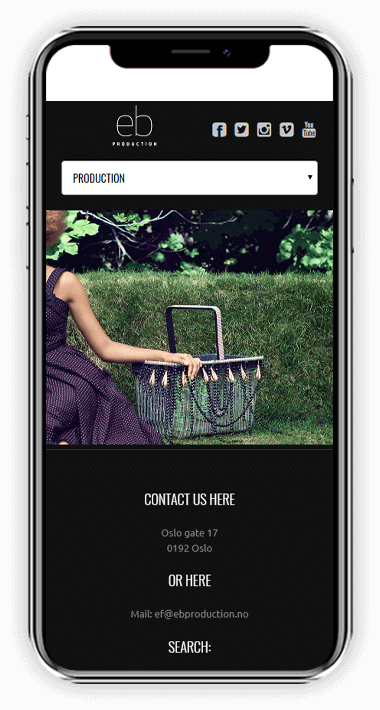 eb
PRODUCTION
You
Tube
PRODUCTION
CONTACT US HERE
Oslo gate 17
0192 Oslo
OR HERE
Mail: ef@ebproduction.no
SEARCH: